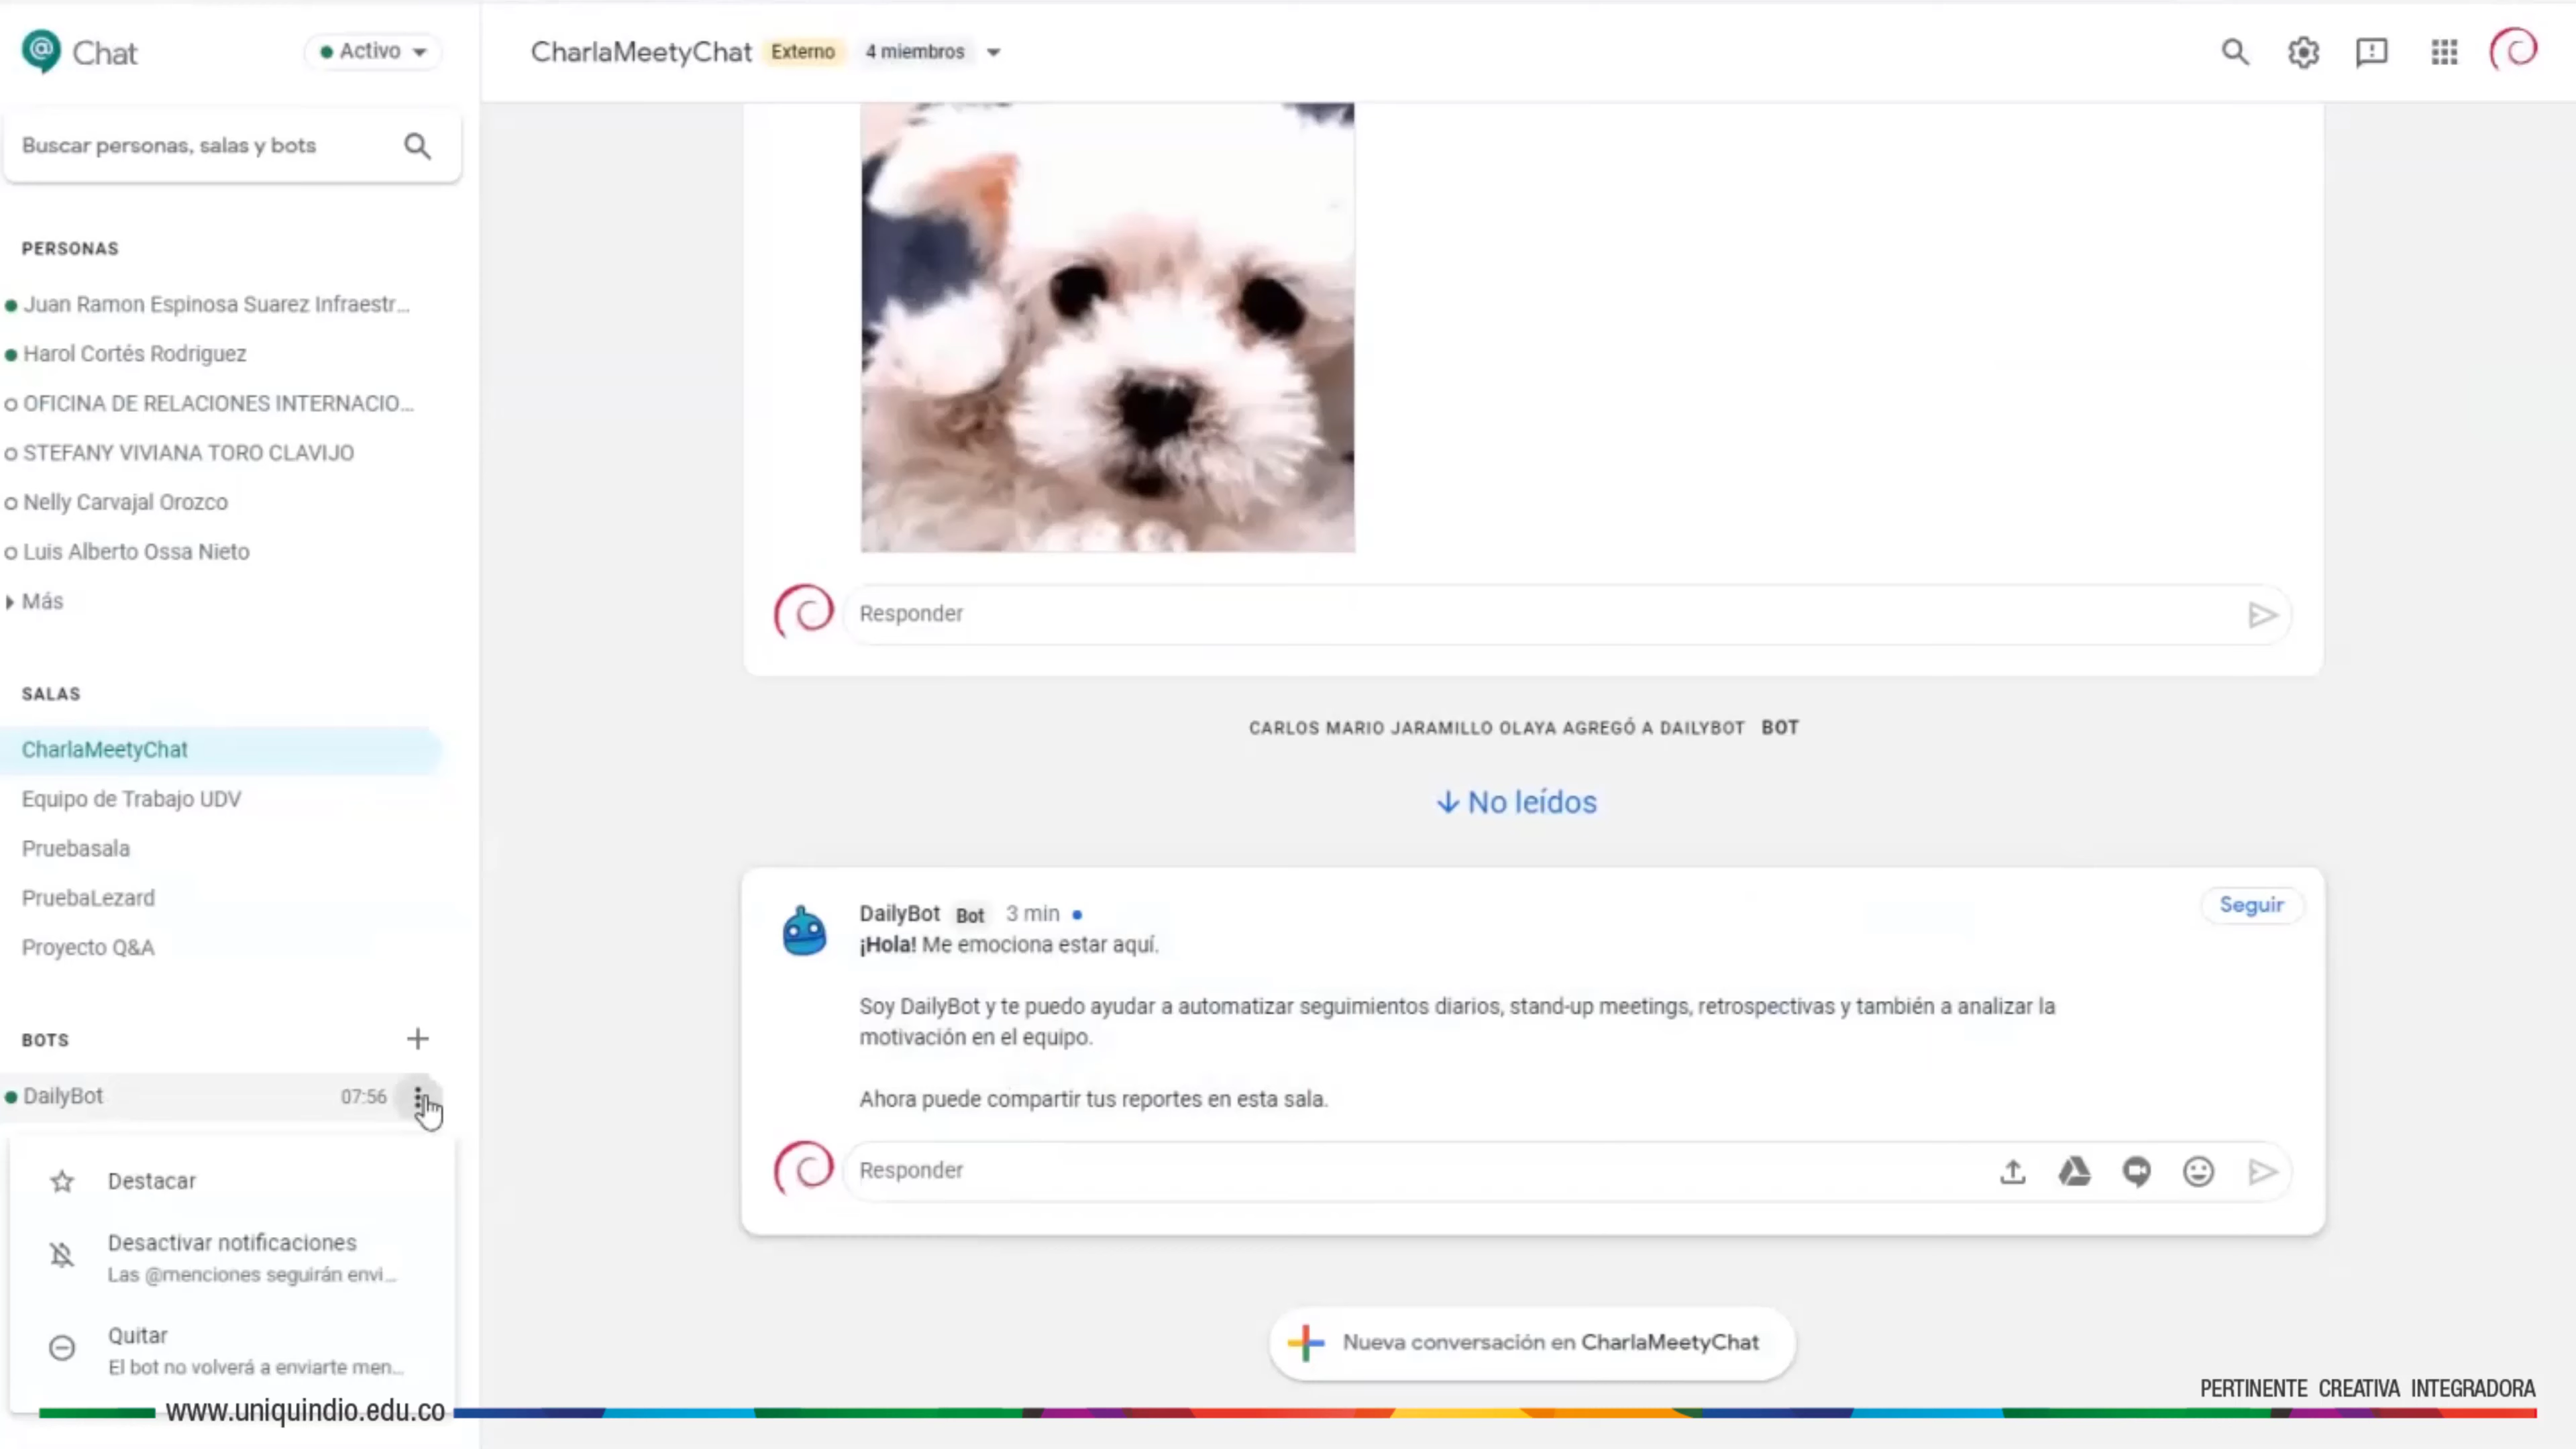 Chat
Activo
CharlaMeetyChat Externo 4 miembros
Buscar personas, salas y bots
PERSONAS
Juan Ramon Espinosa Suarez Infraestr...
Harol Cortés Rodriguez
OFICINA DE RELACIONES INTERNACIO...
STEFANY VIVIANA TORO CLAVIJO
Nelly Carvajal Orozco
Luis Alberto Ossa Nieto
Más
SALAS
CharlaMeetyChat
Equipo de Trabajo UDV
Pruebasala
PruebaLezard
Proyecto Q&A
BOTS
DailyBot 07:56
Destacar
Desactivar notificaciones
Las @menciones seguirán envi...
Quitar
El bot no volverá a enviarte men...
Responder
CARLOS MARIO JARAMILLO OLAYA AGREGÓ A DAILYBOT BOT
No leídos
DailyBot Bot 3 min
Seguir
¡Hola! Me emociona estar aquí.
Soy DailyBot y te puedo ayudar a automatizar seguimientos diarios, stand-up meetings, retrospectivas y también a analizar la
motivación en el equipo.
Ahora puede compartir tus reportes en esta sala.
Responder
Nueva conversación en CharlaMeetyChat
PERTINENTE CREATIVA INTEGRADORA
www.uniquindio.edu.co